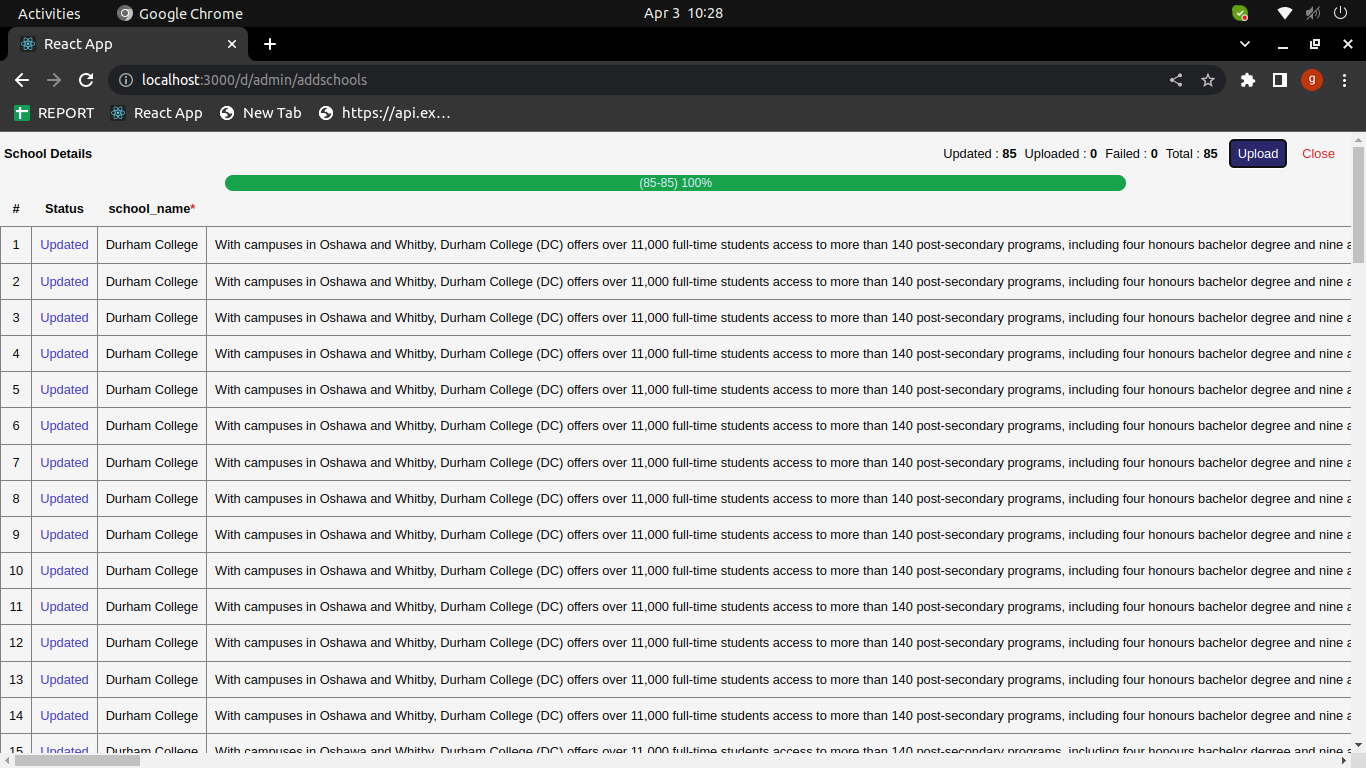 Activities Google Chrome Apr 3 10:28
React App
localhost:3000/d/admin/addschools g
REPORT React App New Tab https://api.ex...
School Details Updated : 85 Uploaded : 0 Failed : 0 Total : 85 Upload Close
(85-85) 100%
# Status school_name*
1 Updated Durham College With campuses in Oshawa and Whitby, Durham College (DC) offers over 11,000 full-time students access to more than 140 post-secondary programs, including four honours bachelor degree and nine
2 Updated Durham College With campuses in Oshawa and Whitby, Durham College (DC) offers over 11,000 full-time students access to more than 140 post-secondary programs, including four honours bachelor degree and nine
3 Updated Durham College With campuses in Oshawa and Whitby, Durham College (DC) offers over 11,000 full-time students access to more than 140 post-secondary programs, including four honours bachelor degree and nine
4 Updated Durham College With campuses in Oshawa and Whitby, Durham College (DC) offers over 11,000 full-time students access to more than 140 post-secondary programs, including four honours bachelor degree and nine
5 Updated Durham College With campuses in Oshawa and Whitby, Durham College (DC) offers over 11,000 full-time students access to more than 140 post-secondary programs, including four honours bachelor degree and nine
6 Updated Durham College With campuses in Oshawa and Whitby, Durham College (DC) offers over 11,000 full-time students access to more than 140 post-secondary programs, including four honours bachelor degree and nine
7 Updated Durham College With campuses in Oshawa and Whitby, Durham College (DC) offers over 11,000 full-time students access to more than 140 post-secondary programs, including four honours bachelor degree and nine
8 Updated Durham College With campuses in Oshawa and Whitby, Durham College (DC) offers over 11,000 full-time students access to more than 140 post-secondary programs, including four honours bachelor degree and nine
9 Updated Durham College With campuses in Oshawa and Whitby, Durham College (DC) offers over 11,000 full-time students access to more than 140 post-secondary programs, including four honours bachelor degree and nine
10 Updated Durham College With campuses in Oshawa and Whitby, Durham College (DC) offers over 11,000 full-time students access to more than 140 post-secondary programs, including four honours bachelor degree and nine
11 Updated Durham College With campuses in Oshawa and Whitby, Durham College (DC) offers over 11,000 full-time students access to more than 140 post-secondary programs, including four honours bachelor degree and nine
12 Updated Durham College With campuses in Oshawa and Whitby, Durham College (DC) offers over 11,000 full-time students access to more than 140 post-secondary programs, including four honours bachelor degree and nine
13 Updated Durham College With campuses in Oshawa and Whitby, Durham College (DC) offers over 11,000 full-time students access to more than 140 post-secondary programs, including four honours bachelor degree and nine
14 Updated Durham College With campuses in Oshawa and Whitby, Durham College (DC) offers over 11,000 full-time students access to more than 140 post-secondary programs, including four honours bachelor degree and nine
15 Updated Durham College With campuses in Oshawa and Whitby, Durham College (DC) offers over 11,000 full-time students access to more than 140 post-secondary programs, including four honours bachelor degree and nine